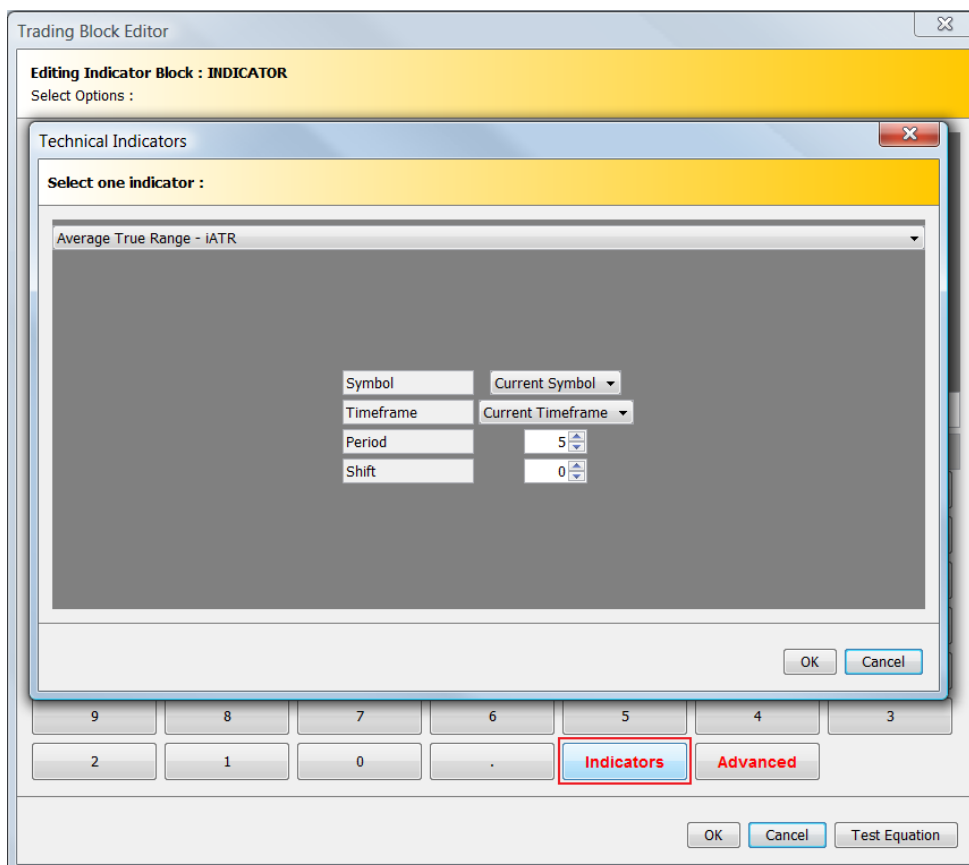 Trading Block Editor
Editing Indicator Block : INDICATOR
Select Options :
Technical Indicators
Select one indicator :
Average True Range - iATR
Symbol Current Symbol
Timeframe Current Timeframe
Period 5
Shift 0
OK Cancel
9 8 7 6 5 4 3
2 1 0 . Indicators Advanced
OK Cancel Test Equation